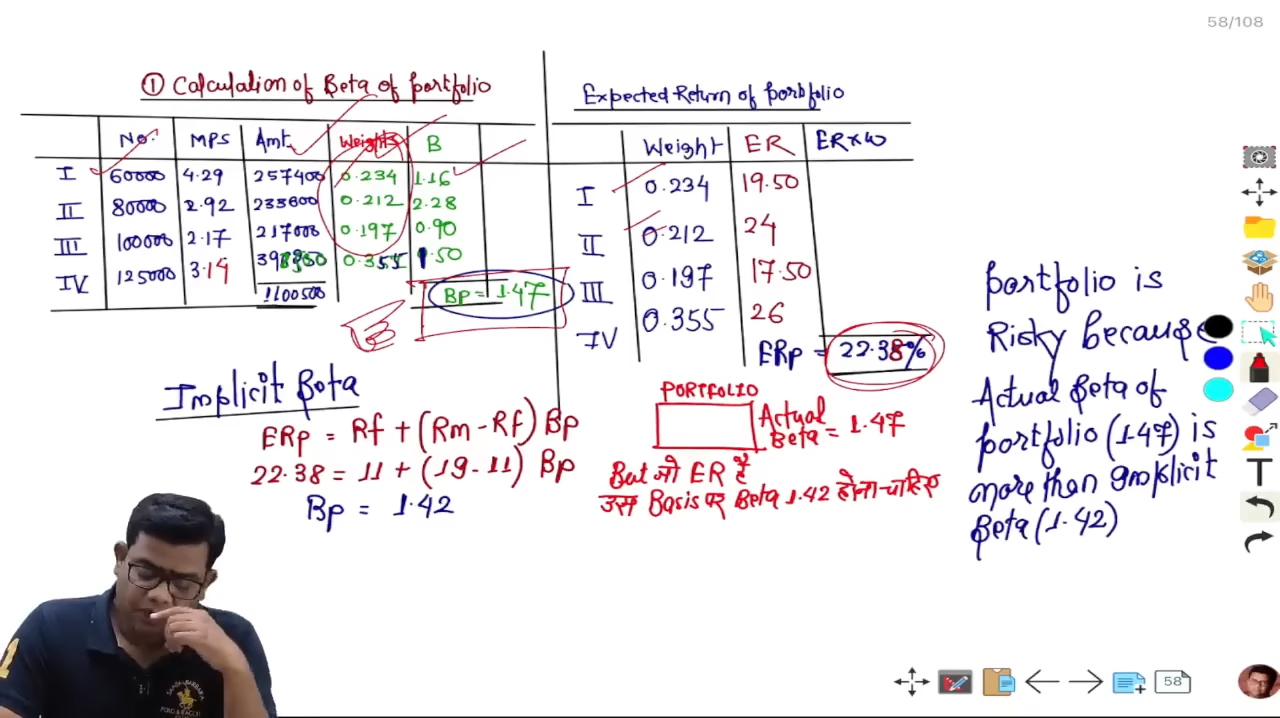 58/108
① Calculation of Beta of portfolio
No. MPS Amt. Weights B
I 60000 4.29 257400 0.234 1.16
II 80000 2.92 233600 0.212 2.28
III 100000 2.17 217000 0.197 0.90
IV 125000 3.14 0.355 1.50
1100500
Bp = 1.47
Expected Return of portfolio
Weight ER ER×W
I 0.234 19.50
II 0.212 24
III 0.197 17.50
IV 0.355 26
ERp = 22.38%
Implicit Beta
ERp = Rf + (Rm - Rf) Bp
22.38 = 11 + (19 - 11) Bp
Bp = 1.42
PORTFOLIO
Actual
Beta = 1.47
But जो ER है
उस Basis पर Beta 1.42 होना चाहिए
portfolio is
Risky because
Actual Beta of
portfolio (1.47) is
more than implicit
Beta (1.42)
58